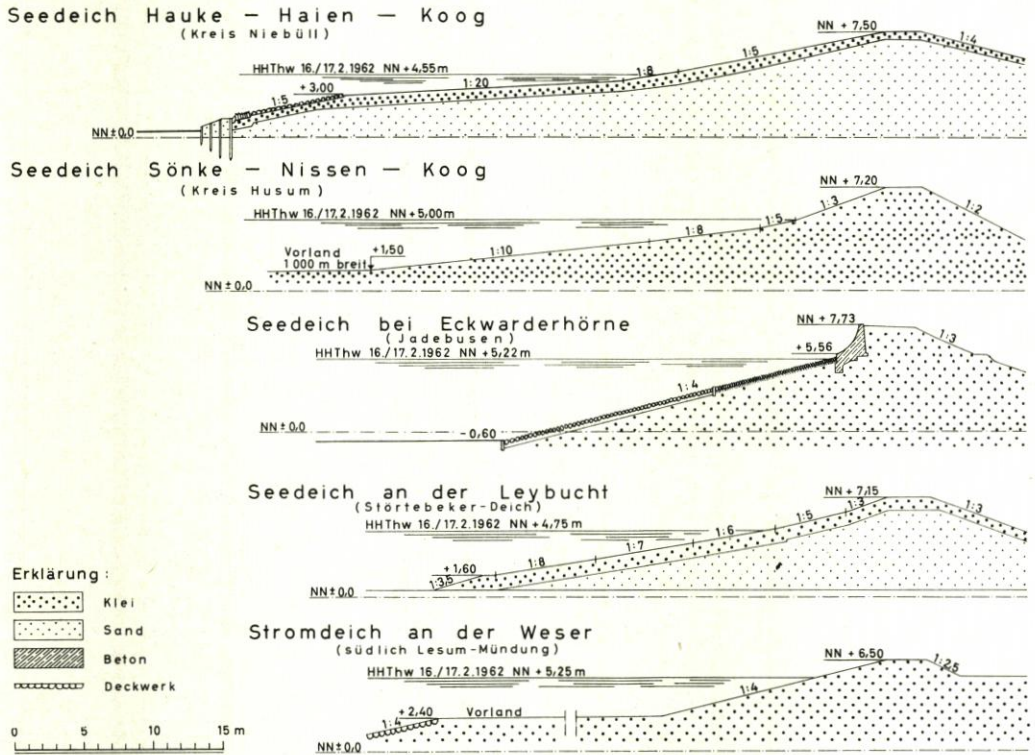 Seedeich Hauke – Haien – Koog
(Kreis Niebüll)
NN + 7,50
1:4
1:5
HHThw 16./17.2.1962 NN+4,55m
1:8
1:20
+3,00
1:5
NN±0,0
Seedeich Sönke – Nissen – Koog
(Kreis Husum)
NN + 7,20
1:3
1:2
HHThw 16./17.2.1962 NN+5,00m
1:5
1:8
1:10
Vorland
1000 m breit
+1,50
NN±0,0
Seedeich bei Eckwarderhörne
(Jadebusen)
NN + 7,73
1:3
HHThw 16./17.2.1962 NN+5,22m
+5,56
1:4
NN±0,0
-0,60
Seedeich an der Leybucht
(Störtebeker-Deich)
NN+7,15
1:3
1:3
HHThw 16./17.2.1962 NN+4,75m
1:5
1:6
1:7
1:8
+1,60
1:3,5
NN±0,0
Erklärung:
Klei
Sand
Beton
Deckwerk
0 5 10 15 m
Stromdeich an der Weser
(südlich Lesum-Mündung)
NN + 6,50
1:2,5
HHThw 16./17.2.1962 NN+5,25m
1:4
+2,40
Vorland
1:4
NN±0,0